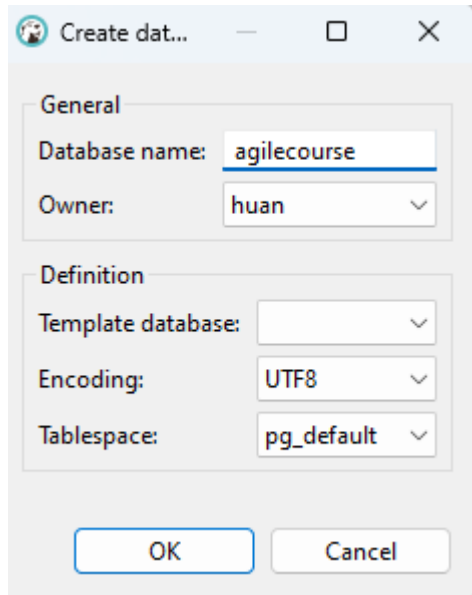 Create dat...
General
Database name: agilecourse
Owner: huan
Definition
Template database:
Encoding: UTF8
Tablespace: pg_default
OK Cancel